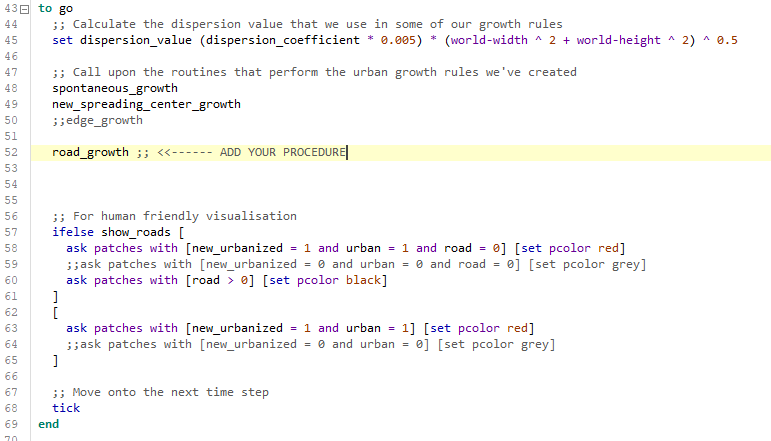 43 to go
44 ;; Calculate the dispersion value that we use in some of our growth rules
45 set dispersion_value (dispersion_coefficient * 0.005) * (world-width ^ 2 + world-height ^ 2) ^ 0.5
46
47 ;; Call upon the routines that perform the urban growth rules we've created
48 spontaneous_growth
49 new_spreading_center_growth
50 ;;edge_growth
51
52 road_growth ;; <<------ ADD YOUR PROCEDURE
53
54
55
56 ;; For human friendly visualisation
57 ifelse show_roads [
58 ask patches with [new_urbanized = 1 and urban = 1 and road = 0] [set pcolor red]
59 ;;ask patches with [new_urbanized = 0 and urban = 0 and road = 0] [set pcolor grey]
60 ask patches with [road > 0] [set pcolor black]
61 ]
62 [
63 ask patches with [new_urbanized = 1 and urban = 1] [set pcolor red]
64 ;;ask patches with [new_urbanized = 0 and urban = 0] [set pcolor grey]
65 ]
66
67 ;; Move onto the next time step
68 tick
69 end
70